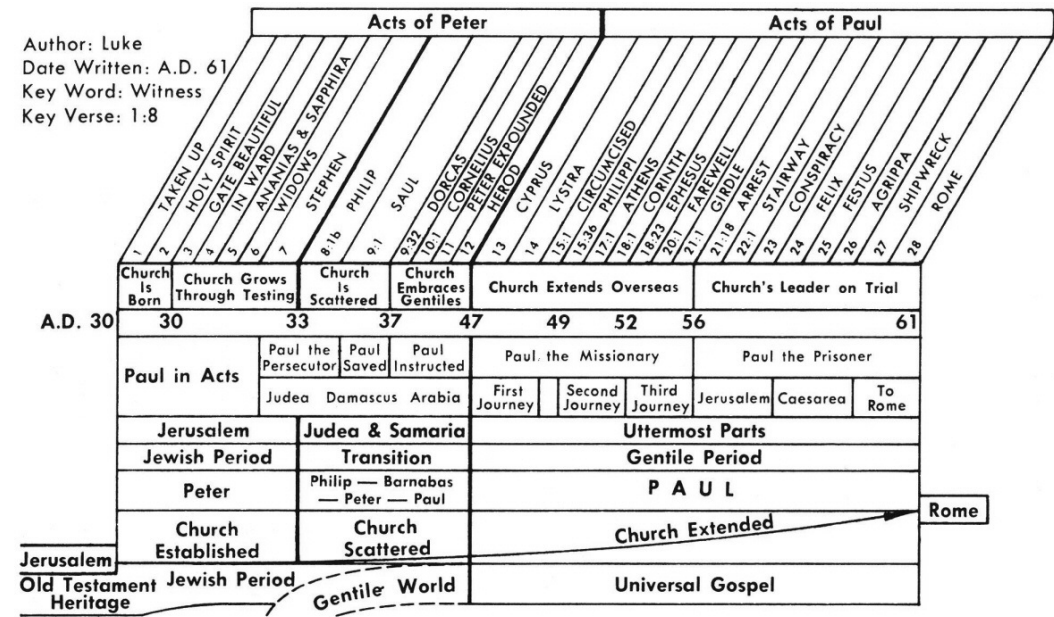 Acts of Peter
Acts of Paul
Author: Luke
Date Written: A.D. 61
Key Word: Witness
Key Verse: 1:8
TAKEN UP
HOLY SPIRIT
GATE BEAUTIFUL
IN WARD
ANANIAS & SAPPHIRA
WIDOWS
STEPHEN
PHILIP
SAUL
DORCAS
CORNELIUS
PETER EXPOUNDED
HEROD
CYPRUS
LYSTRA
CIRCUMCISED
PHILIPPI
ATHENS
CORINTH
EPHESUS
FAREWELL
GIRDLE
ARREST
STAIRWAY
CONSPIRACY
FELIX
FESTUS
AGRIPPA
SHIPWRECK
ROME
1 2 3 4 5 6 7 8:1b 9:1 9:32 10:1 11 12 13 14 15:1 15:36 17:1 18:1 18:23 20:1 21:1 21:18 22:1 23 24 25 26 27 28
Church
Is
Born
Church Grows
Through Testing
Church
Is
Scattered
Church
Embraces
Gentiles
Church Extends Overseas
Church's Leader on Trial
A.D. 30 30 33 37 47 49 52 56 61
Paul in Acts
Paul the
Persecutor
Paul
Saved
Paul
Instructed
Paul the Missionary
Paul the Prisoner
Judea Damascus Arabia
First
Journey
Second
Journey
Third
Journey
Jerusalem
Caesarea
To
Rome
Jerusalem
Judea & Samaria
Uttermost Parts
Jewish Period
Transition
Gentile Period
Peter
Philip — Barnabas
— Peter — Paul
PAUL
Church
Established
Church
Scattered
Church Extended
Rome
Jerusalem
Old Testament
Heritage
Jewish Period
Gentile World
Universal Gospel